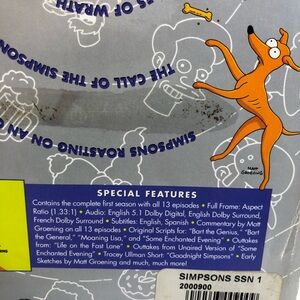 ES OF WRATH
THE CALL OF THE SIMPSON
SIMPSONS ROASTING ON AN
MATT
GROENING
SPECIAL FEATURES
Contains the complete first season with all 13 episodes • Full Frame: Aspect
Ratio (1.33:1) • Audio: English 5.1 Dolby Digital, English Dolby Surround,
French Dolby Surround • Subtitles: English, Spanish • Commentary by Matt
Groening on all 13 episodes • Original Scripts for: "Bart the Genius," "Bart
the General," "Moaning Lisa," and "Some Enchanted Evening" • Outtakes
from: "Life on the Fast Lane" • Outtakes from Unaired Version of "Some
Enchanted Evening" • Tracey Ullman Short: "Goodnight Simpsons" • Early
Sketches by Matt Groening and much, much more!
SIMPSONS SSN 1
2000900